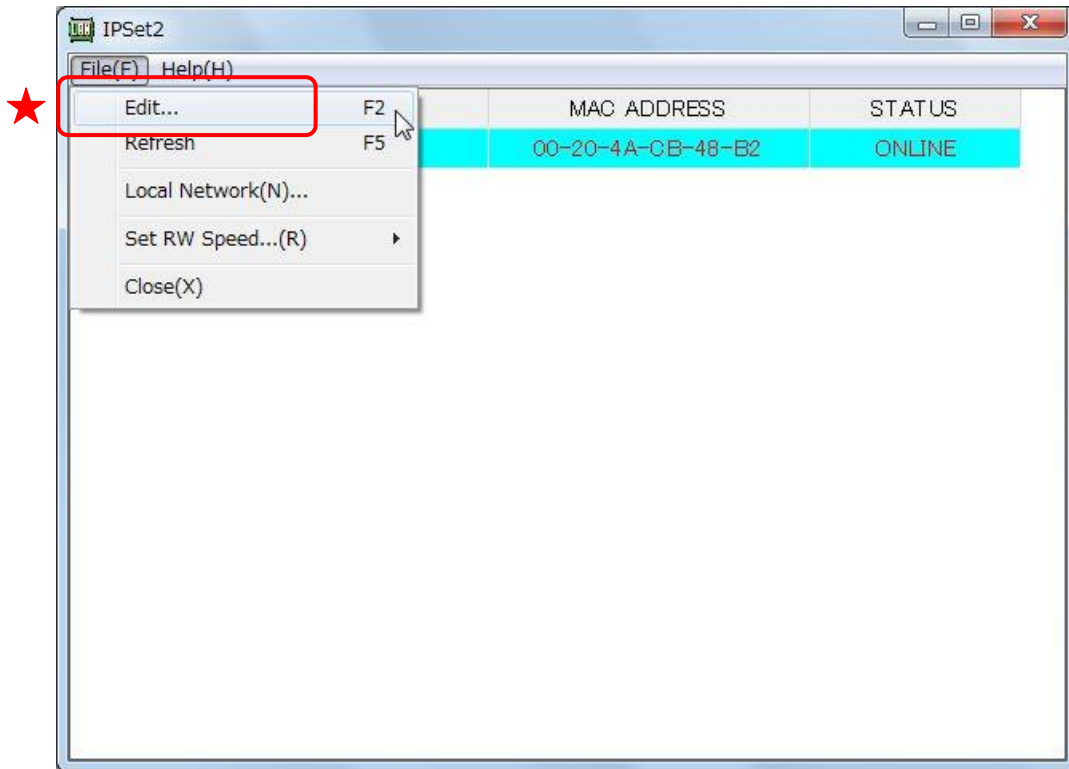 IPSet2
File(F) Help(H)
Edit... F2
MAC ADDRESS STATUS
Refresh F5
00-20-4A-CB-48-B2 ONLINE
Local Network(N)...
Set RW Speed...(R)
Close(X)